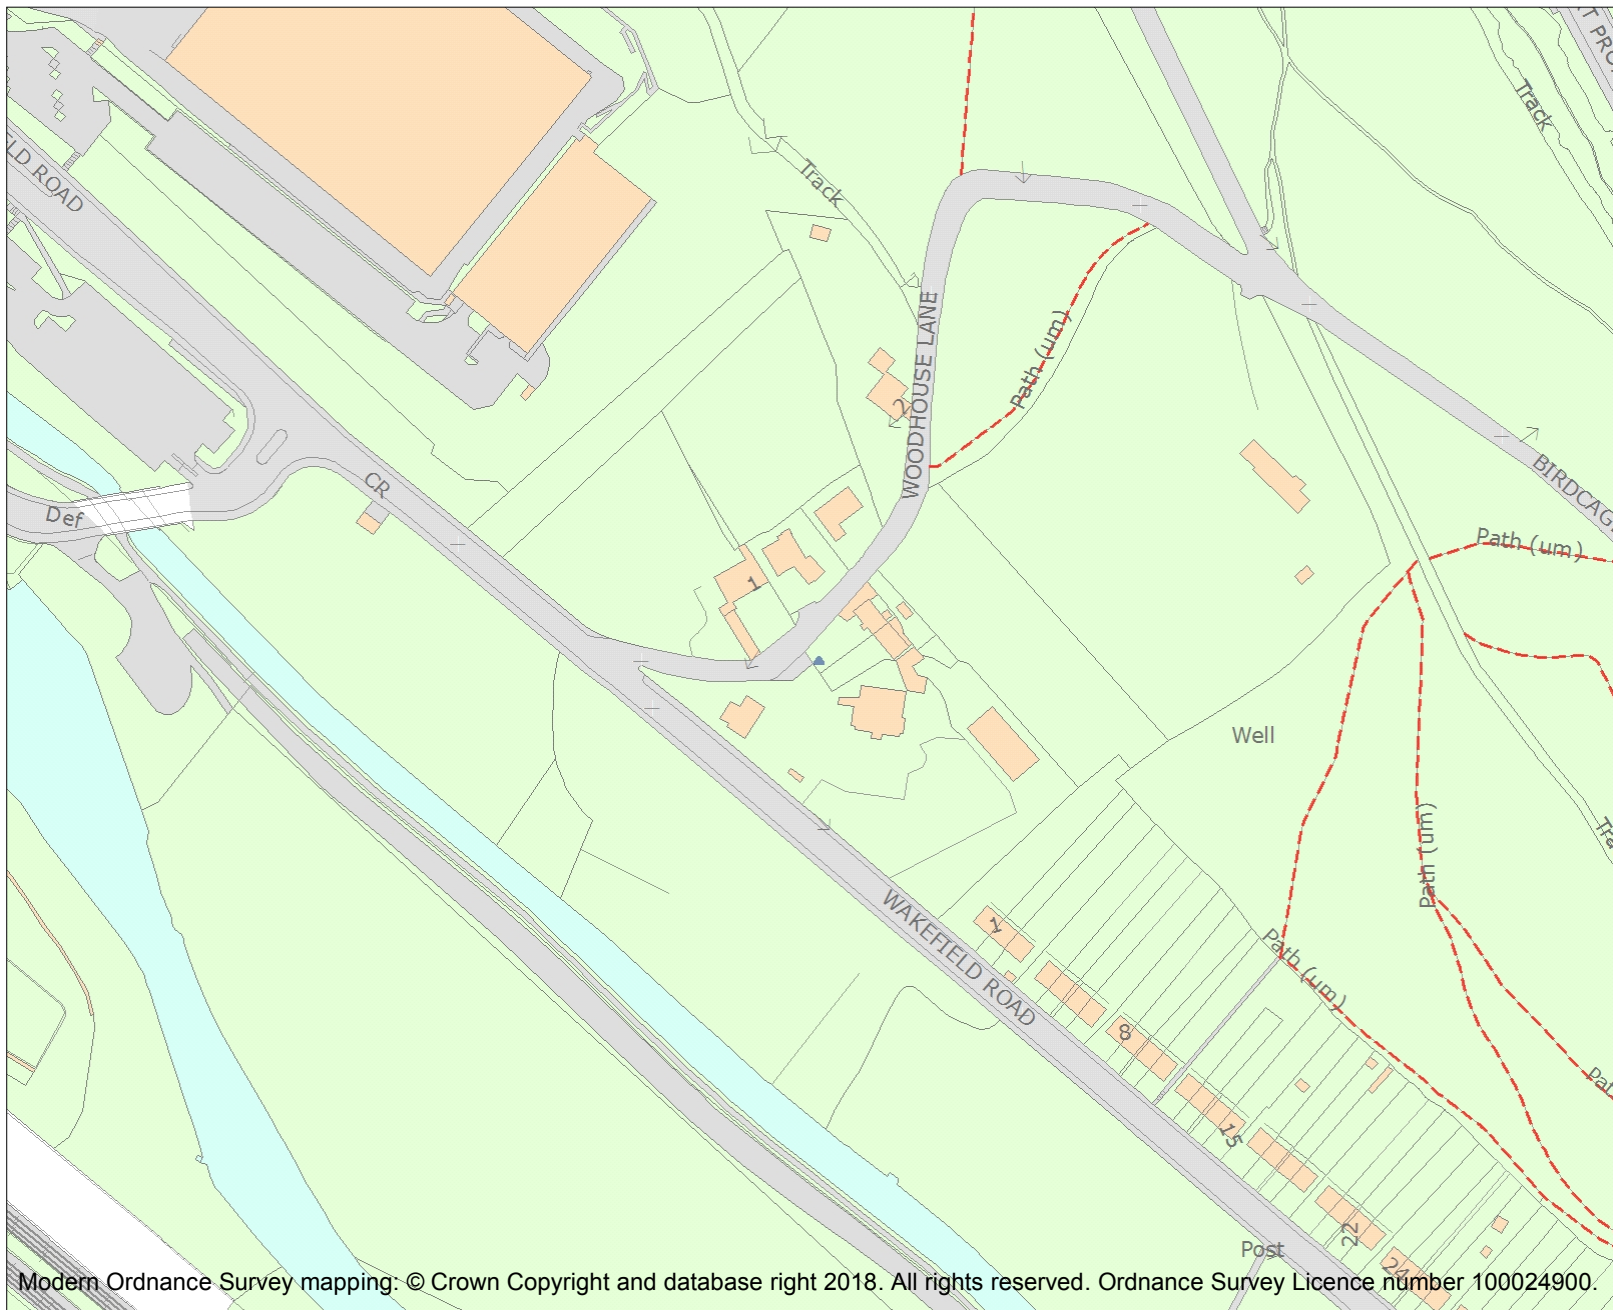 Track
LD ROAD
Track
WOODHOUSE LANE
Path (um)
BIRDCAG
CR
Def
Path (um)
2
1
Well
Path (um)
WAKEFIELD ROAD
1
Path (um)
8
15
22
Post
24
Modern Ordnance Survey mapping: © Crown Copyright and database right 2018. All rights reserved. Ordnance Survey Licence number 100024900.